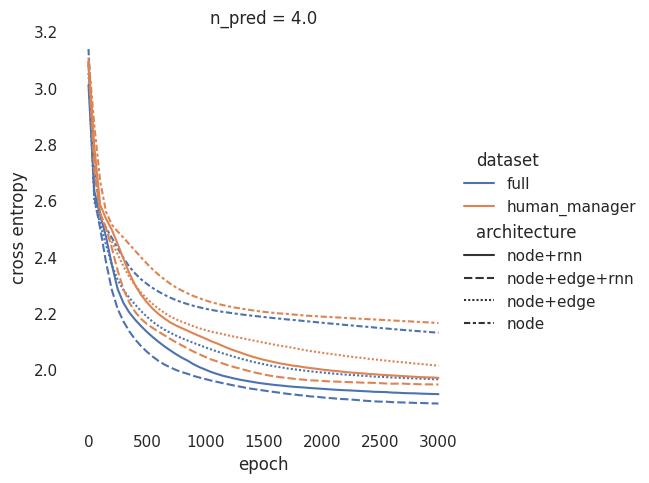 n_pred = 4.0
3.2
3.0
2.8
2.6
2.4
2.2
2.0
cross entropy
0 500 1000 1500 2000 2500 3000
epoch
dataset
full
human_manager
architecture
node+rnn
node+edge+rnn
node+edge
node